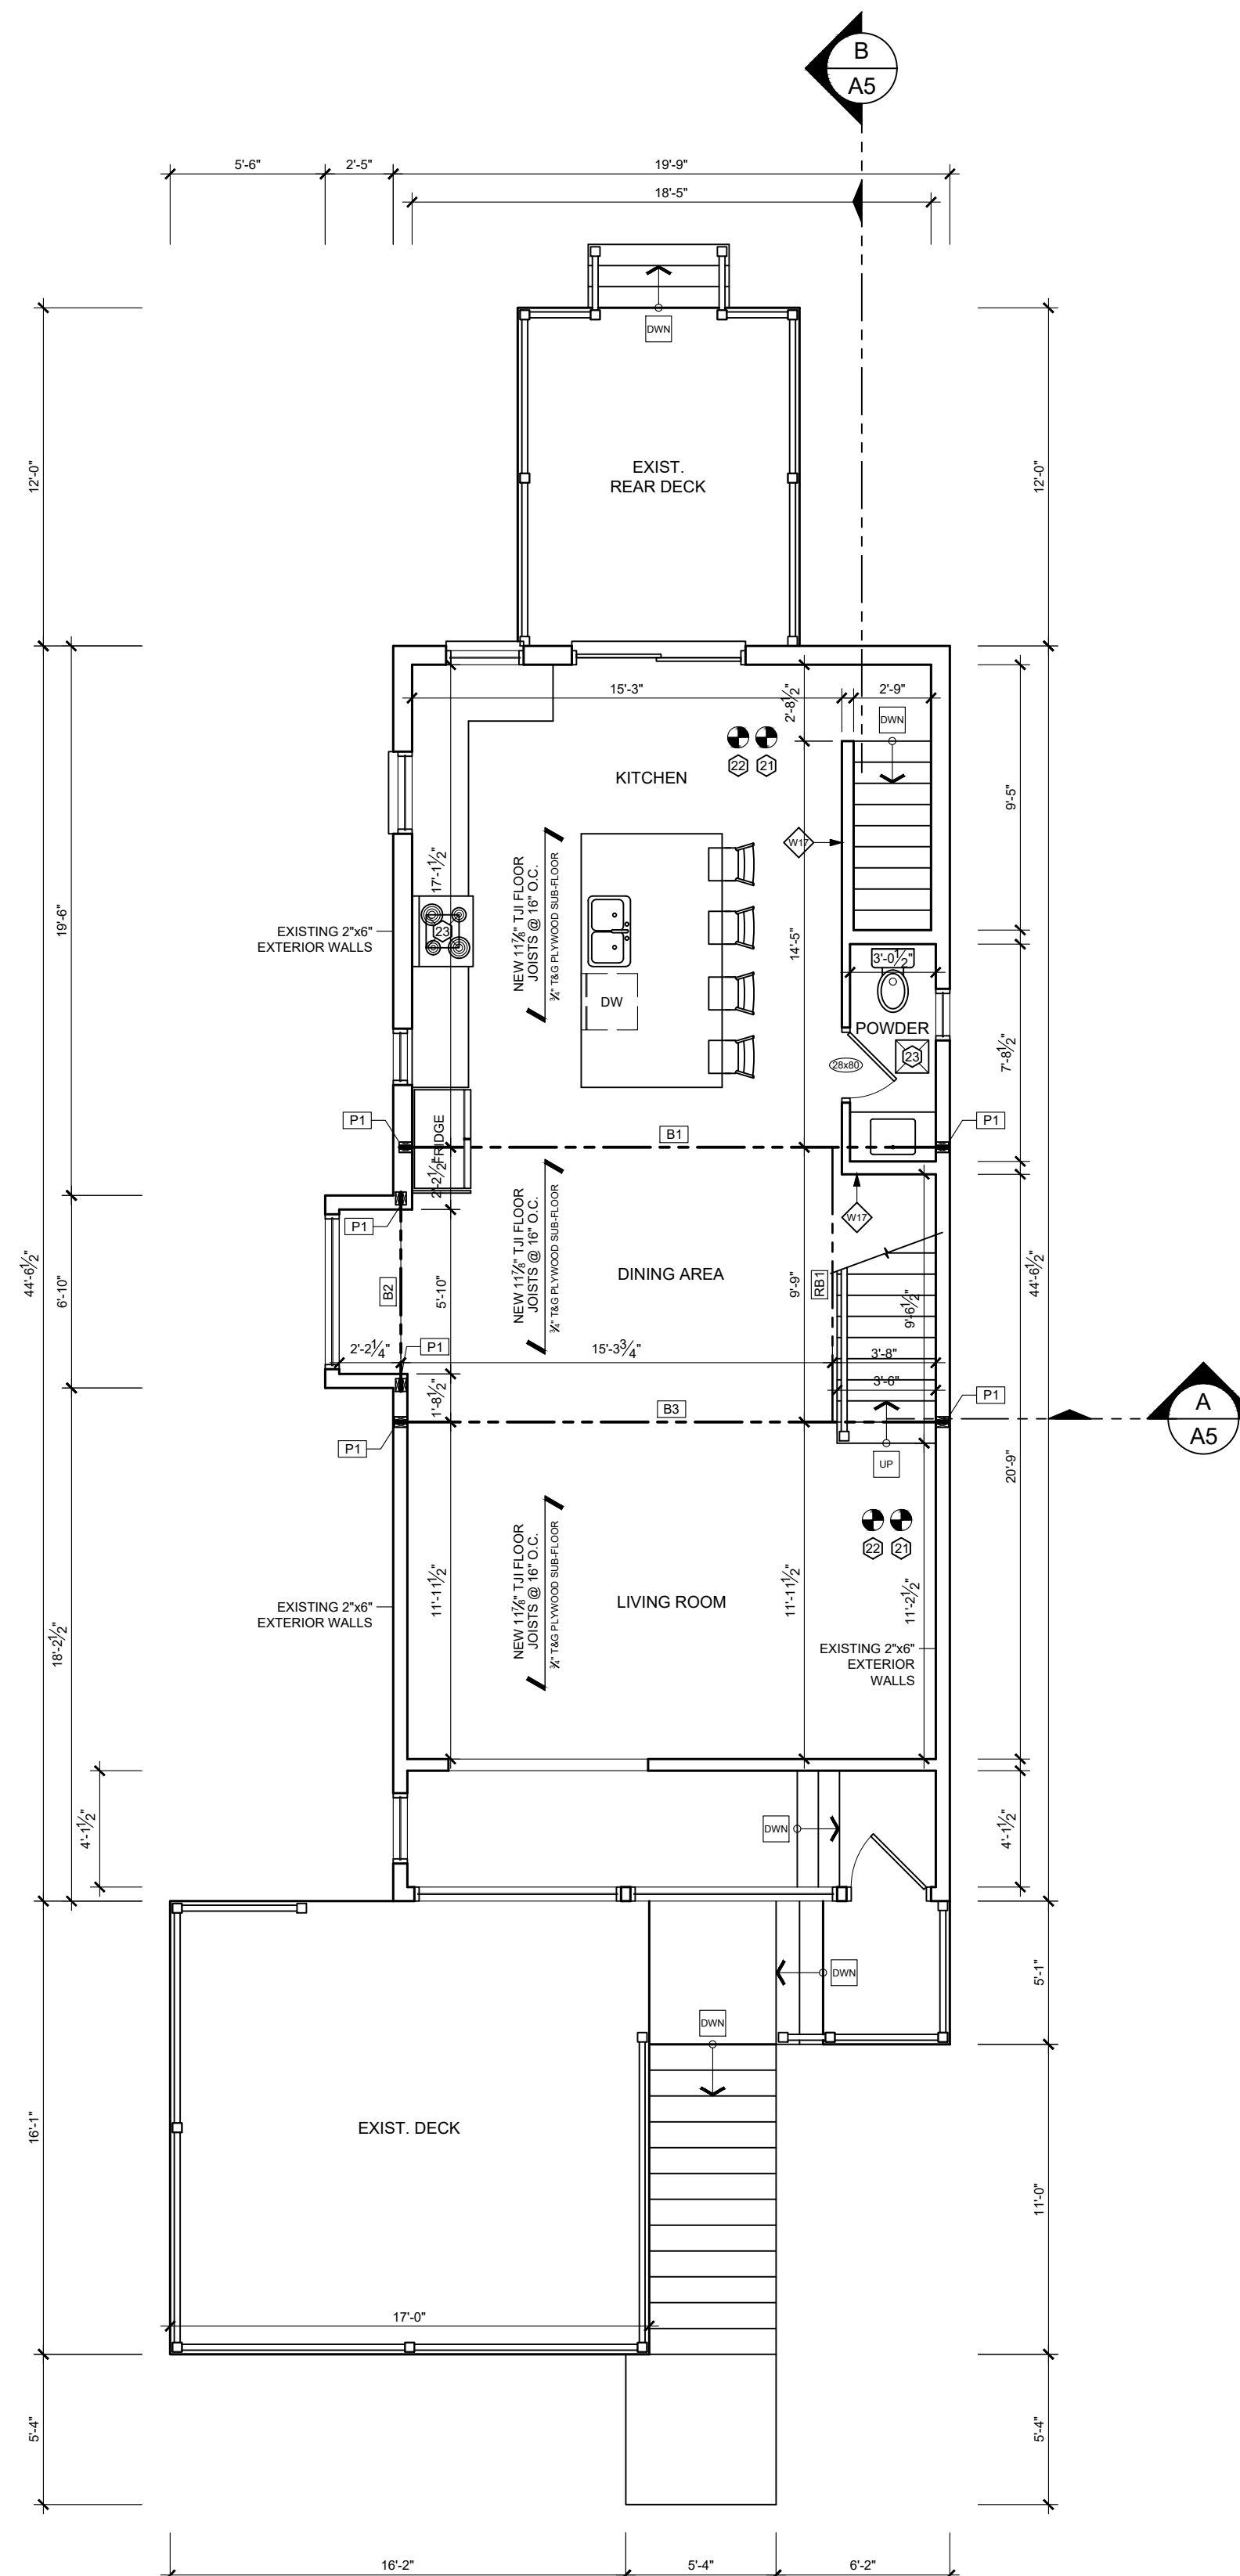 B
A5
5'-6"
2'-5"
19'-9"
18'-5"
DWN
12'-0"
12'-0"
EXIST.
REAR DECK
15'-3"
2'-8½"
2'-9"
DWN
KITCHEN
22
21
9'-5"
W17
17'-1½"
NEW 11⅞" TJI FLOOR
JOISTS @ 16" O.C.
¾" T&G PLYWOOD SUB-FLOOR
19'-6"
EXISTING 2"x6"
EXTERIOR WALLS
23
14'-5"
3'-0½"
DW
POWDER
23
28x80
7'-8½"
P1
FRIDGE
B1
P1
2'-2½"
P1
W17
NEW 11⅞" TJI FLOOR
JOISTS @ 16" O.C.
¾" T&G PLYWOOD SUB-FLOOR
DINING AREA
44'-6½"
6'-10"
B2
5'-10"
9'-9"
RB1
9'-6½"
44'-6½"
2'-2¼"
P1
15'-3¾"
3'-8"
3'-6"
1'-8½"
B3
P1
A
A5
P1
UP
20'-9"
22
21
NEW 11⅞" TJI FLOOR
JOISTS @ 16" O.C.
¾" T&G PLYWOOD SUB-FLOOR
11'-11½"
LIVING ROOM
11'-11½"
11'-2½"
EXISTING 2"x6"
EXTERIOR WALLS
18'-2½"
EXISTING 2"x6"
EXTERIOR
WALLS
4'-1½"
DWN
4'-1½"
DWN
5'-1"
DWN
16'-1"
EXIST. DECK
11'-0"
17'-0"
5'-4"
5'-4"
16'-2"
5'-4"
6'-2"